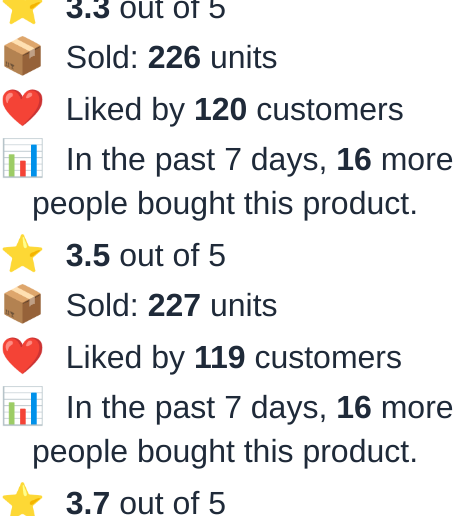 ⭐ 3.3 out of 5
📦 Sold: 226 units
❤️ Liked by 120 customers
📊 In the past 7 days, 16 more
people bought this product.
⭐ 3.5 out of 5
📦 Sold: 227 units
❤️ Liked by 119 customers
📊 In the past 7 days, 16 more
people bought this product.
⭐ 3.7 out of 5